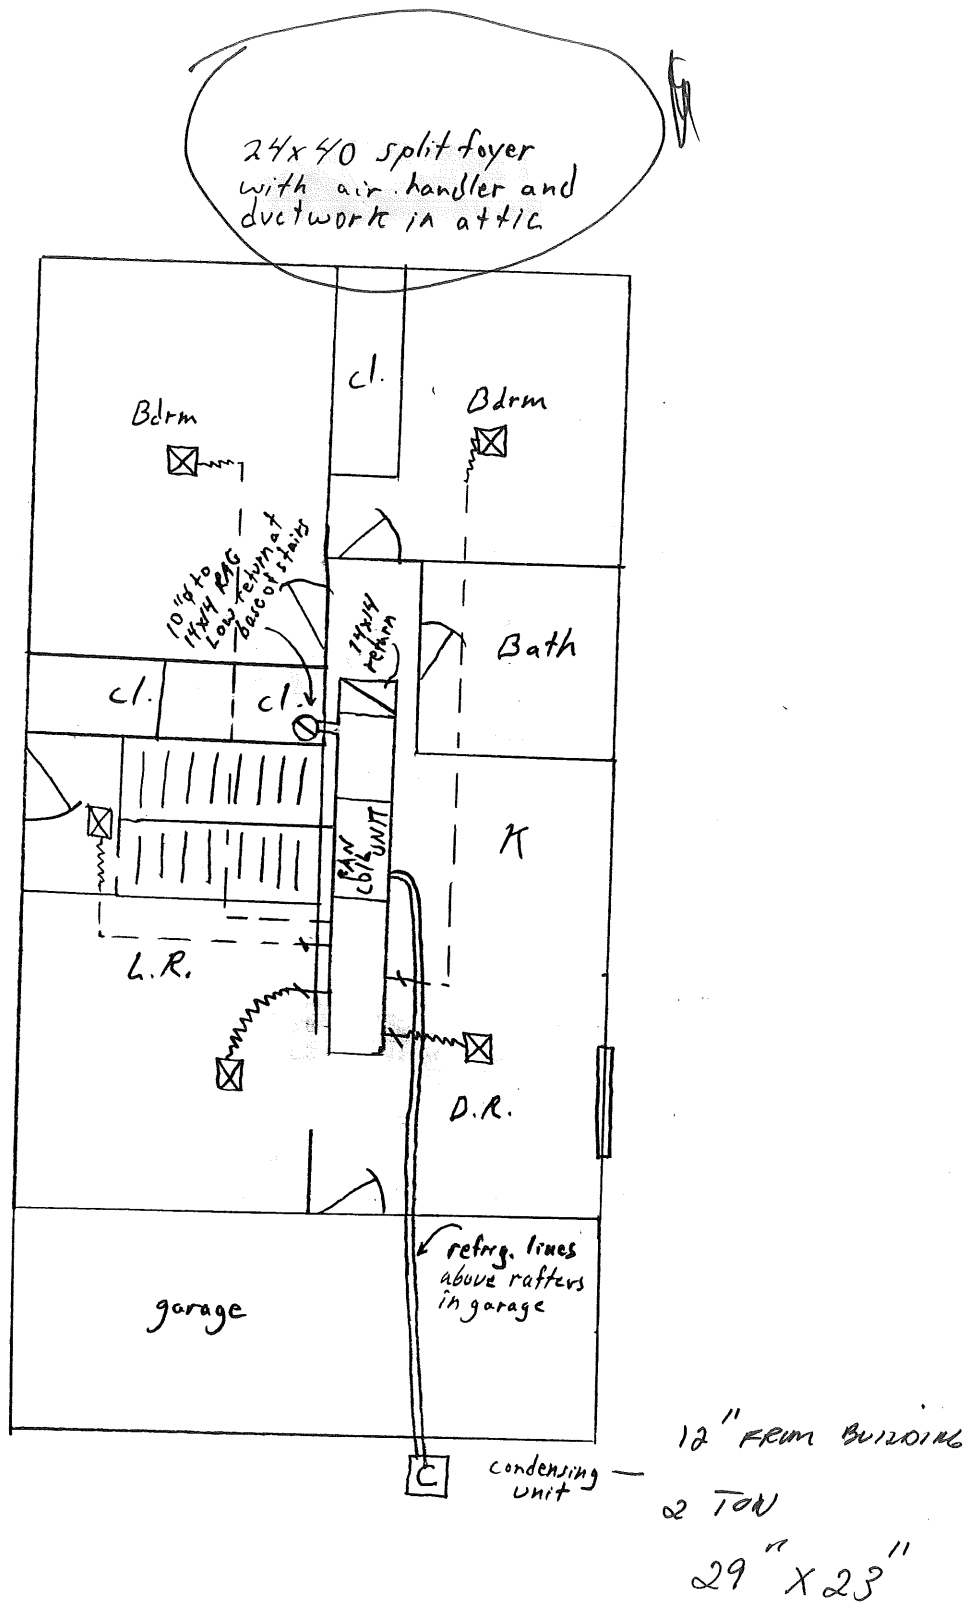 24x40 split foyer
with air handler and
ductwork in attic
cl.
Bdrm
Bdrm
10"ø to
14x14 RAG
Low return at
base of stairs
14x14
return
Bath
cl.
cl.
FAN
COIL
UNIT
K
L.R.
D.R.
refrig. lines
above rafters
in garage
garage
C
condensing —
unit
12" FROM BUILDING
2 TON
29" X 23"